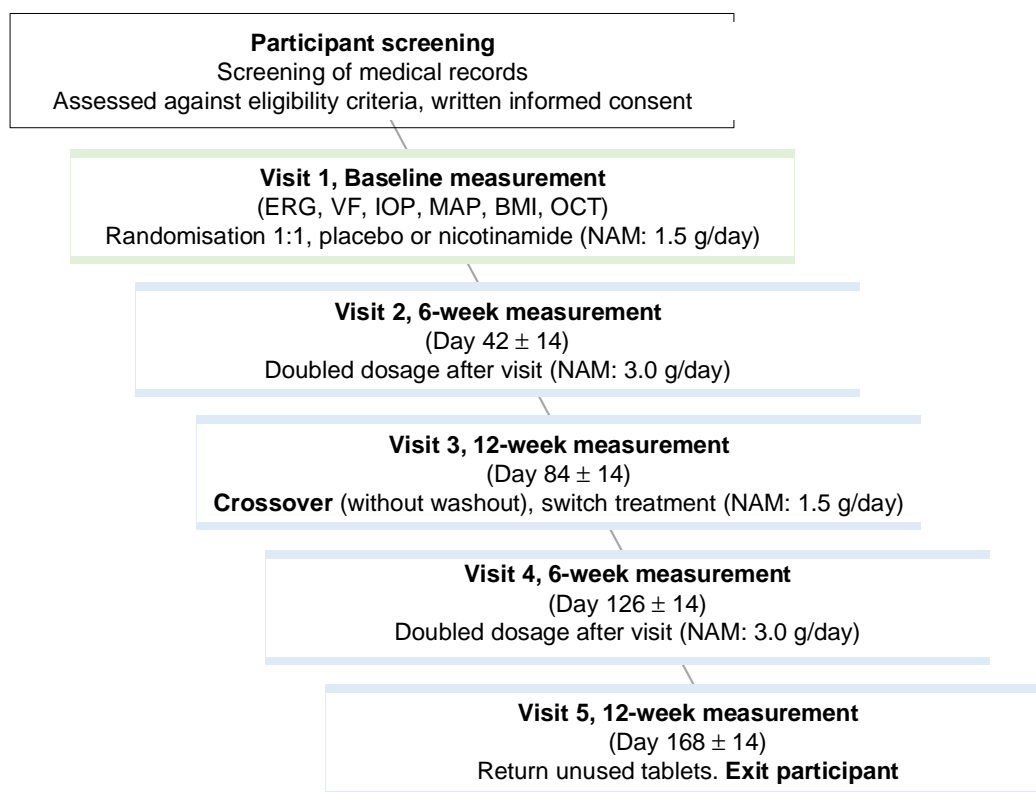 Participant screening
Screening of medical records
Assessed against eligibility criteria, written informed consent
Visit 1, Baseline measurement
(ERG, VF, IOP, MAP, BMI, OCT)
Randomisation 1:1, placebo or nicotinamide (NAM: 1.5 g/day)
Visit 2, 6-week measurement
(Day 42 ± 14)
Doubled dosage after visit (NAM: 3.0 g/day)
Visit 3, 12-week measurement
(Day 84 ± 14)
Crossover (without washout), switch treatment (NAM: 1.5 g/day)
Visit 4, 6-week measurement
(Day 126 ± 14)
Doubled dosage after visit (NAM: 3.0 g/day)
Visit 5, 12-week measurement
(Day 168 ± 14)
Return unused tablets. Exit participant